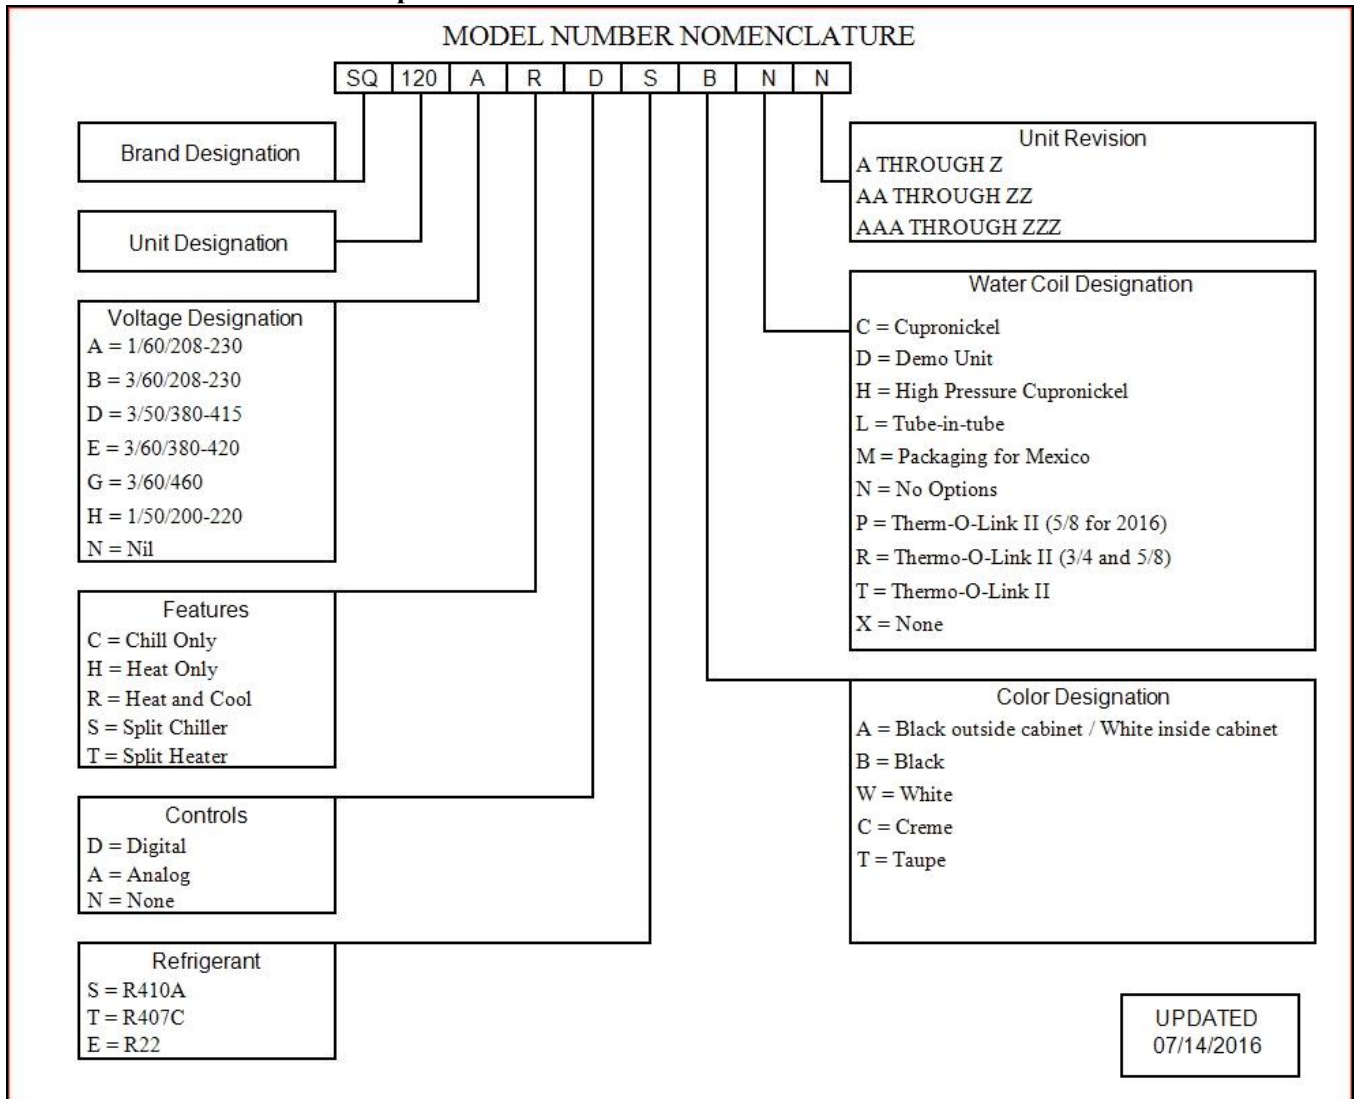 MODEL NUMBER NOMENCLATURE
SQ 120 A R D S B N N
Brand Designation
Unit Designation
Voltage Designation
A = 1/60/208-230
B = 3/60/208-230
D = 3/50/380-415
E = 3/60/380-420
G = 3/60/460
H = 1/50/200-220
N = Nil
Features
C = Chill Only
H = Heat Only
R = Heat and Cool
S = Split Chiller
T = Split Heater
Controls
D = Digital
A = Analog
N = None
Refrigerant
S = R410A
T = R407C
E = R22
Unit Revision
A THROUGH Z
AA THROUGH ZZ
AAA THROUGH ZZZ
Water Coil Designation
C = Cupronickel
D = Demo Unit
H = High Pressure Cupronickel
L = Tube-in-tube
M = Packaging for Mexico
N = No Options
P = Therm-O-Link II (5/8 for 2016)
R = Thermo-O-Link II (3/4 and 5/8)
T = Thermo-O-Link II
X = None
Color Designation
A = Black outside cabinet / White inside cabinet
B = Black
W = White
C = Creme
T = Taupe
UPDATED
07/14/2016